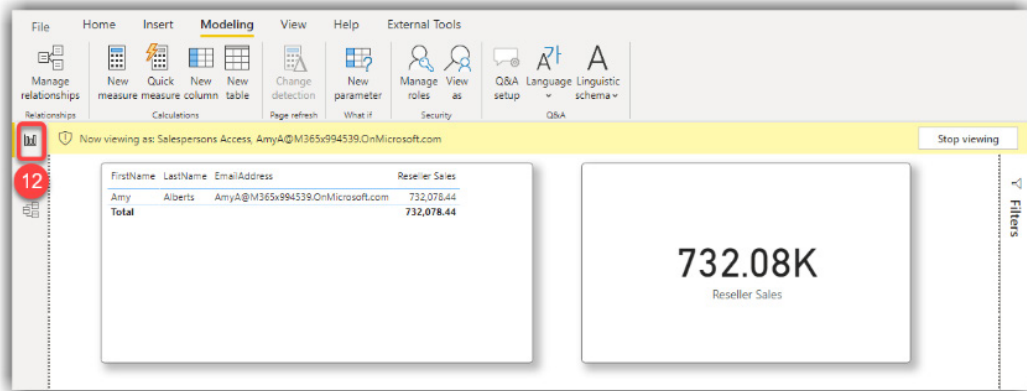 File Home Insert Modeling View Help External Tools
Manage relationships
New measure
Quick measure
New column
New table
Change detection
New parameter
Manage roles
View as
Q&A setup
가
Language
A
Linguistic schema
Relationships
Calculations
Page refresh
What if
Security
Q&A
Now viewing as: Salespersons Access, AmyA@M365x994539.OnMicrosoft.com
Stop viewing
12
FirstName LastName EmailAddress Reseller Sales
Amy Alberts AmyA@M365x994539.OnMicrosoft.com 732,078.44
Total 732,078.44
732.08K
Reseller Sales
Filters